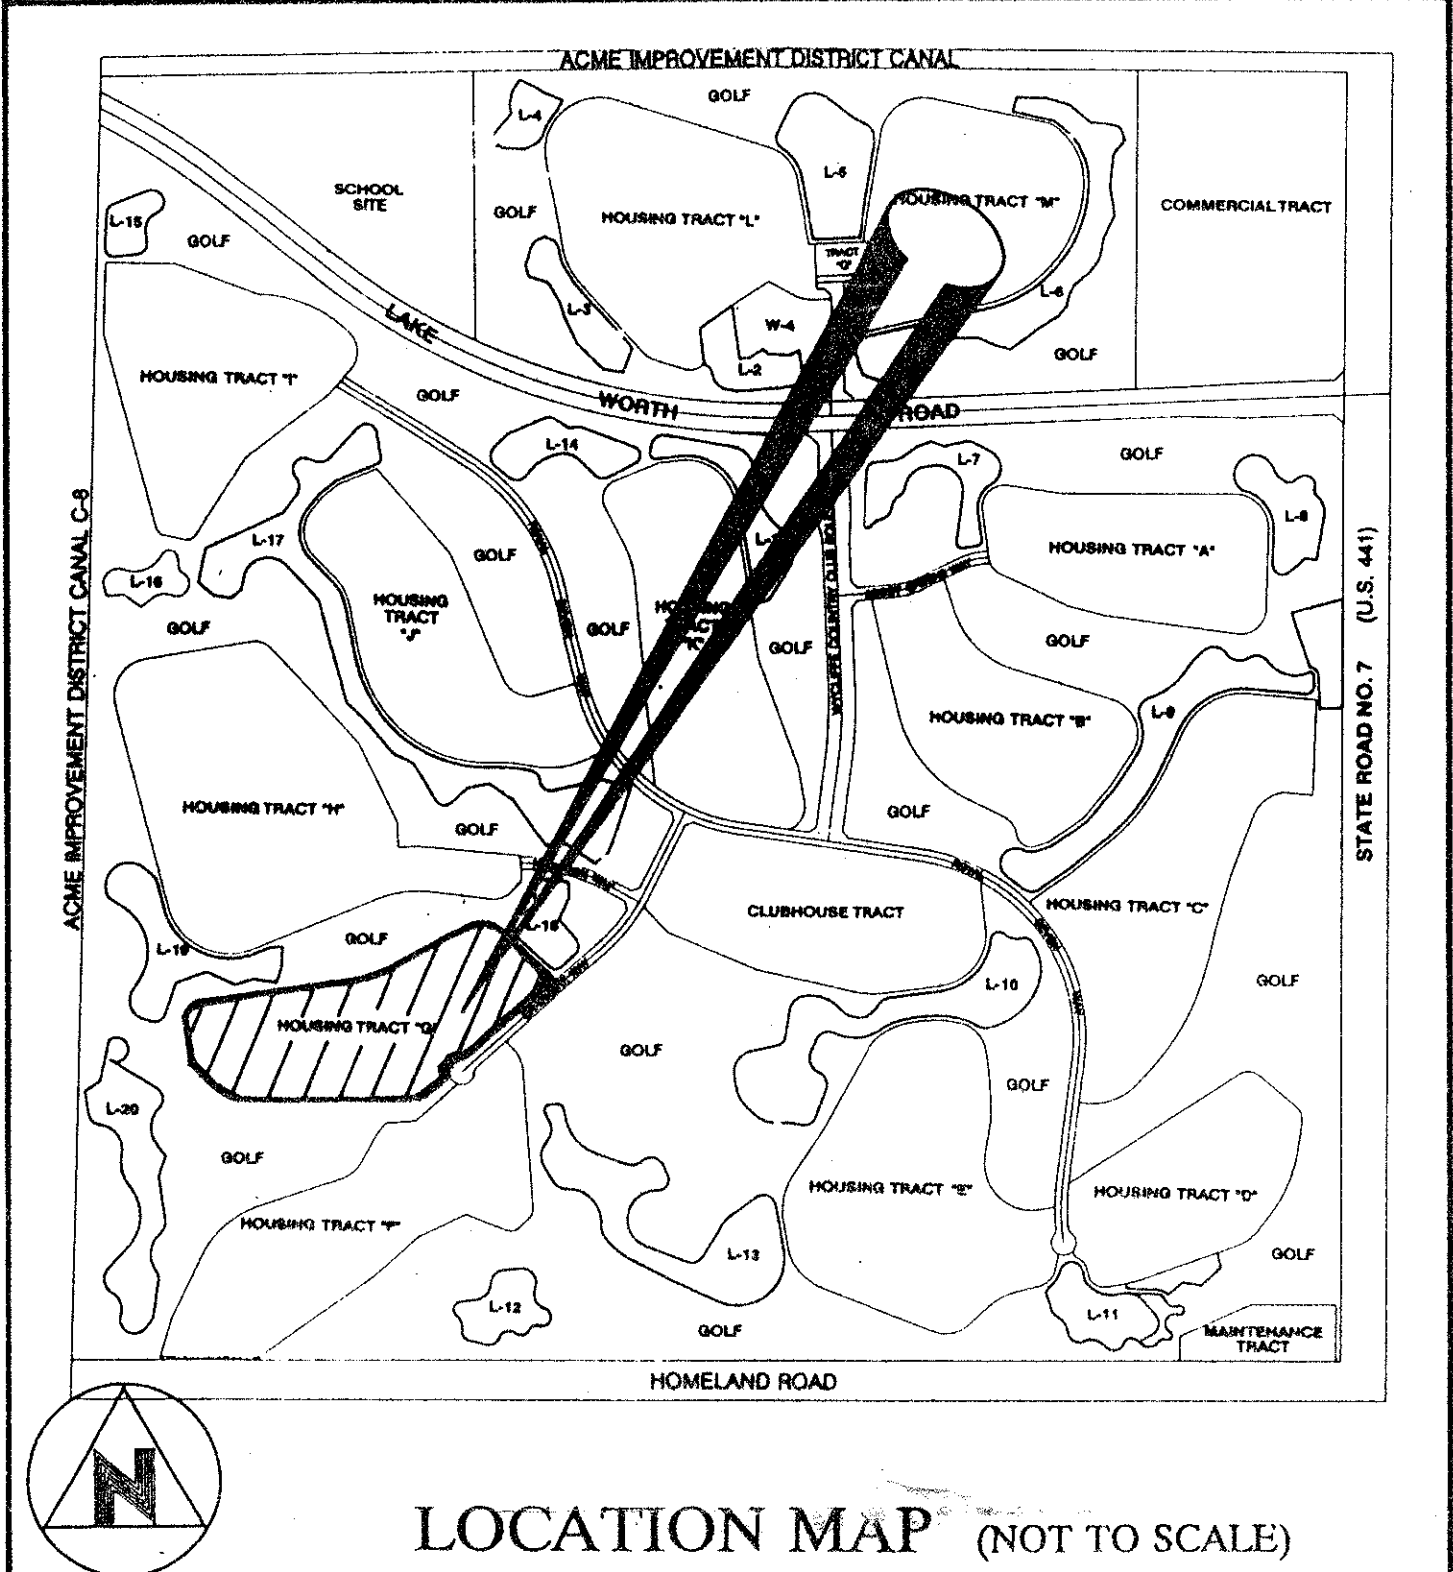 ACME IMPROVEMENT DISTRICT CANAL
GOLF
L-4
L-5
SCHOOL
SITE
GOLF
HOUSING TRACT "L"
HOUSING TRACT "M"
COMMERCIAL TRACT
L-15
GOLF
TRACT
L-6
L-3
LAKE
W-4
L-2
GOLF
HOUSING TRACT "I"
GOLF
WORTH
ROAD
L-14
GOLF
L-7
L-8
L-17
GOLF
HOUSING TRACT "A"
L-16
HOUSING
TRACT
"J"
GOLF
HOUSING
"K"
GOLF
GOLF
GOLF
WYCLIFFE COUNTRY CLUB
ACME IMPROVEMENT DISTRICT CANAL C-8
STATE ROAD NO. 7 (U.S. 441)
HOUSING TRACT "B"
L-9
HOUSING TRACT "H"
GOLF
GOLF
CLUBHOUSE TRACT
HOUSING TRACT "C"
L-18
GOLF
L-19
L-10
GOLF
HOUSING TRACT "G"
GOLF
GOLF
L-20
GOLF
HOUSING TRACT "E"
HOUSING TRACT "D"
HOUSING TRACT "F"
L-13
GOLF
L-12
L-11
GOLF
MAINTENANCE
TRACT
HOMELAND ROAD
N
LOCATION MAP (NOT TO SCALE)